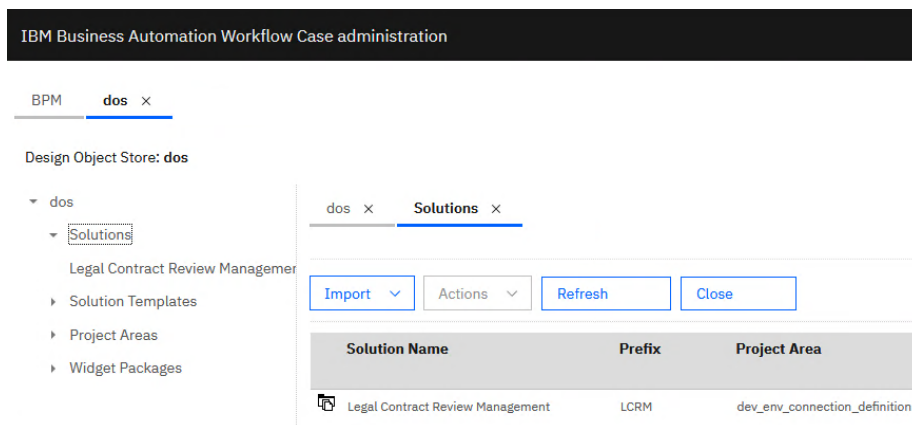 IBM Business Automation Workflow Case administration
BPM dos ×
Design Object Store: dos
dos
Solutions
Legal Contract Review Managemen
Solution Templates
Project Areas
Widget Packages
dos × Solutions ×
Import Actions Refresh Close
Solution Name Prefix Project Area
Legal Contract Review Management LCRM dev_env_connection_definition